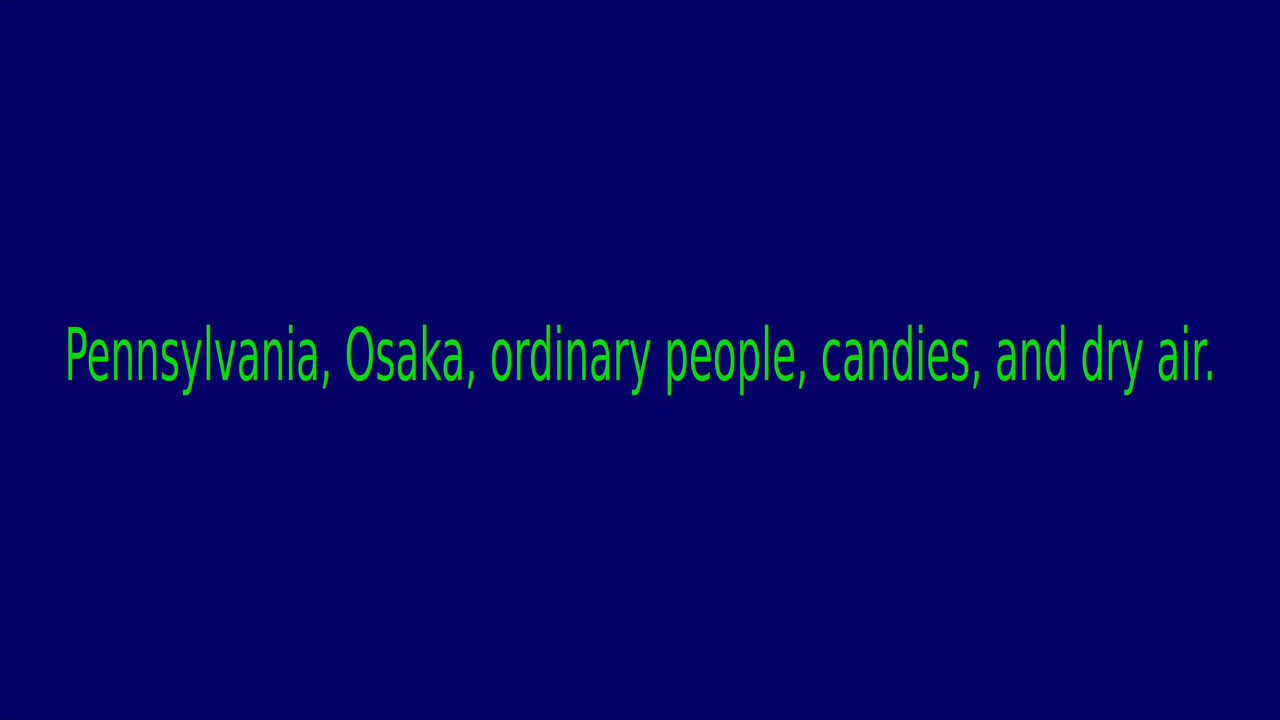 Pennsylvania, Osaka, ordinary people, candies, and dry air.